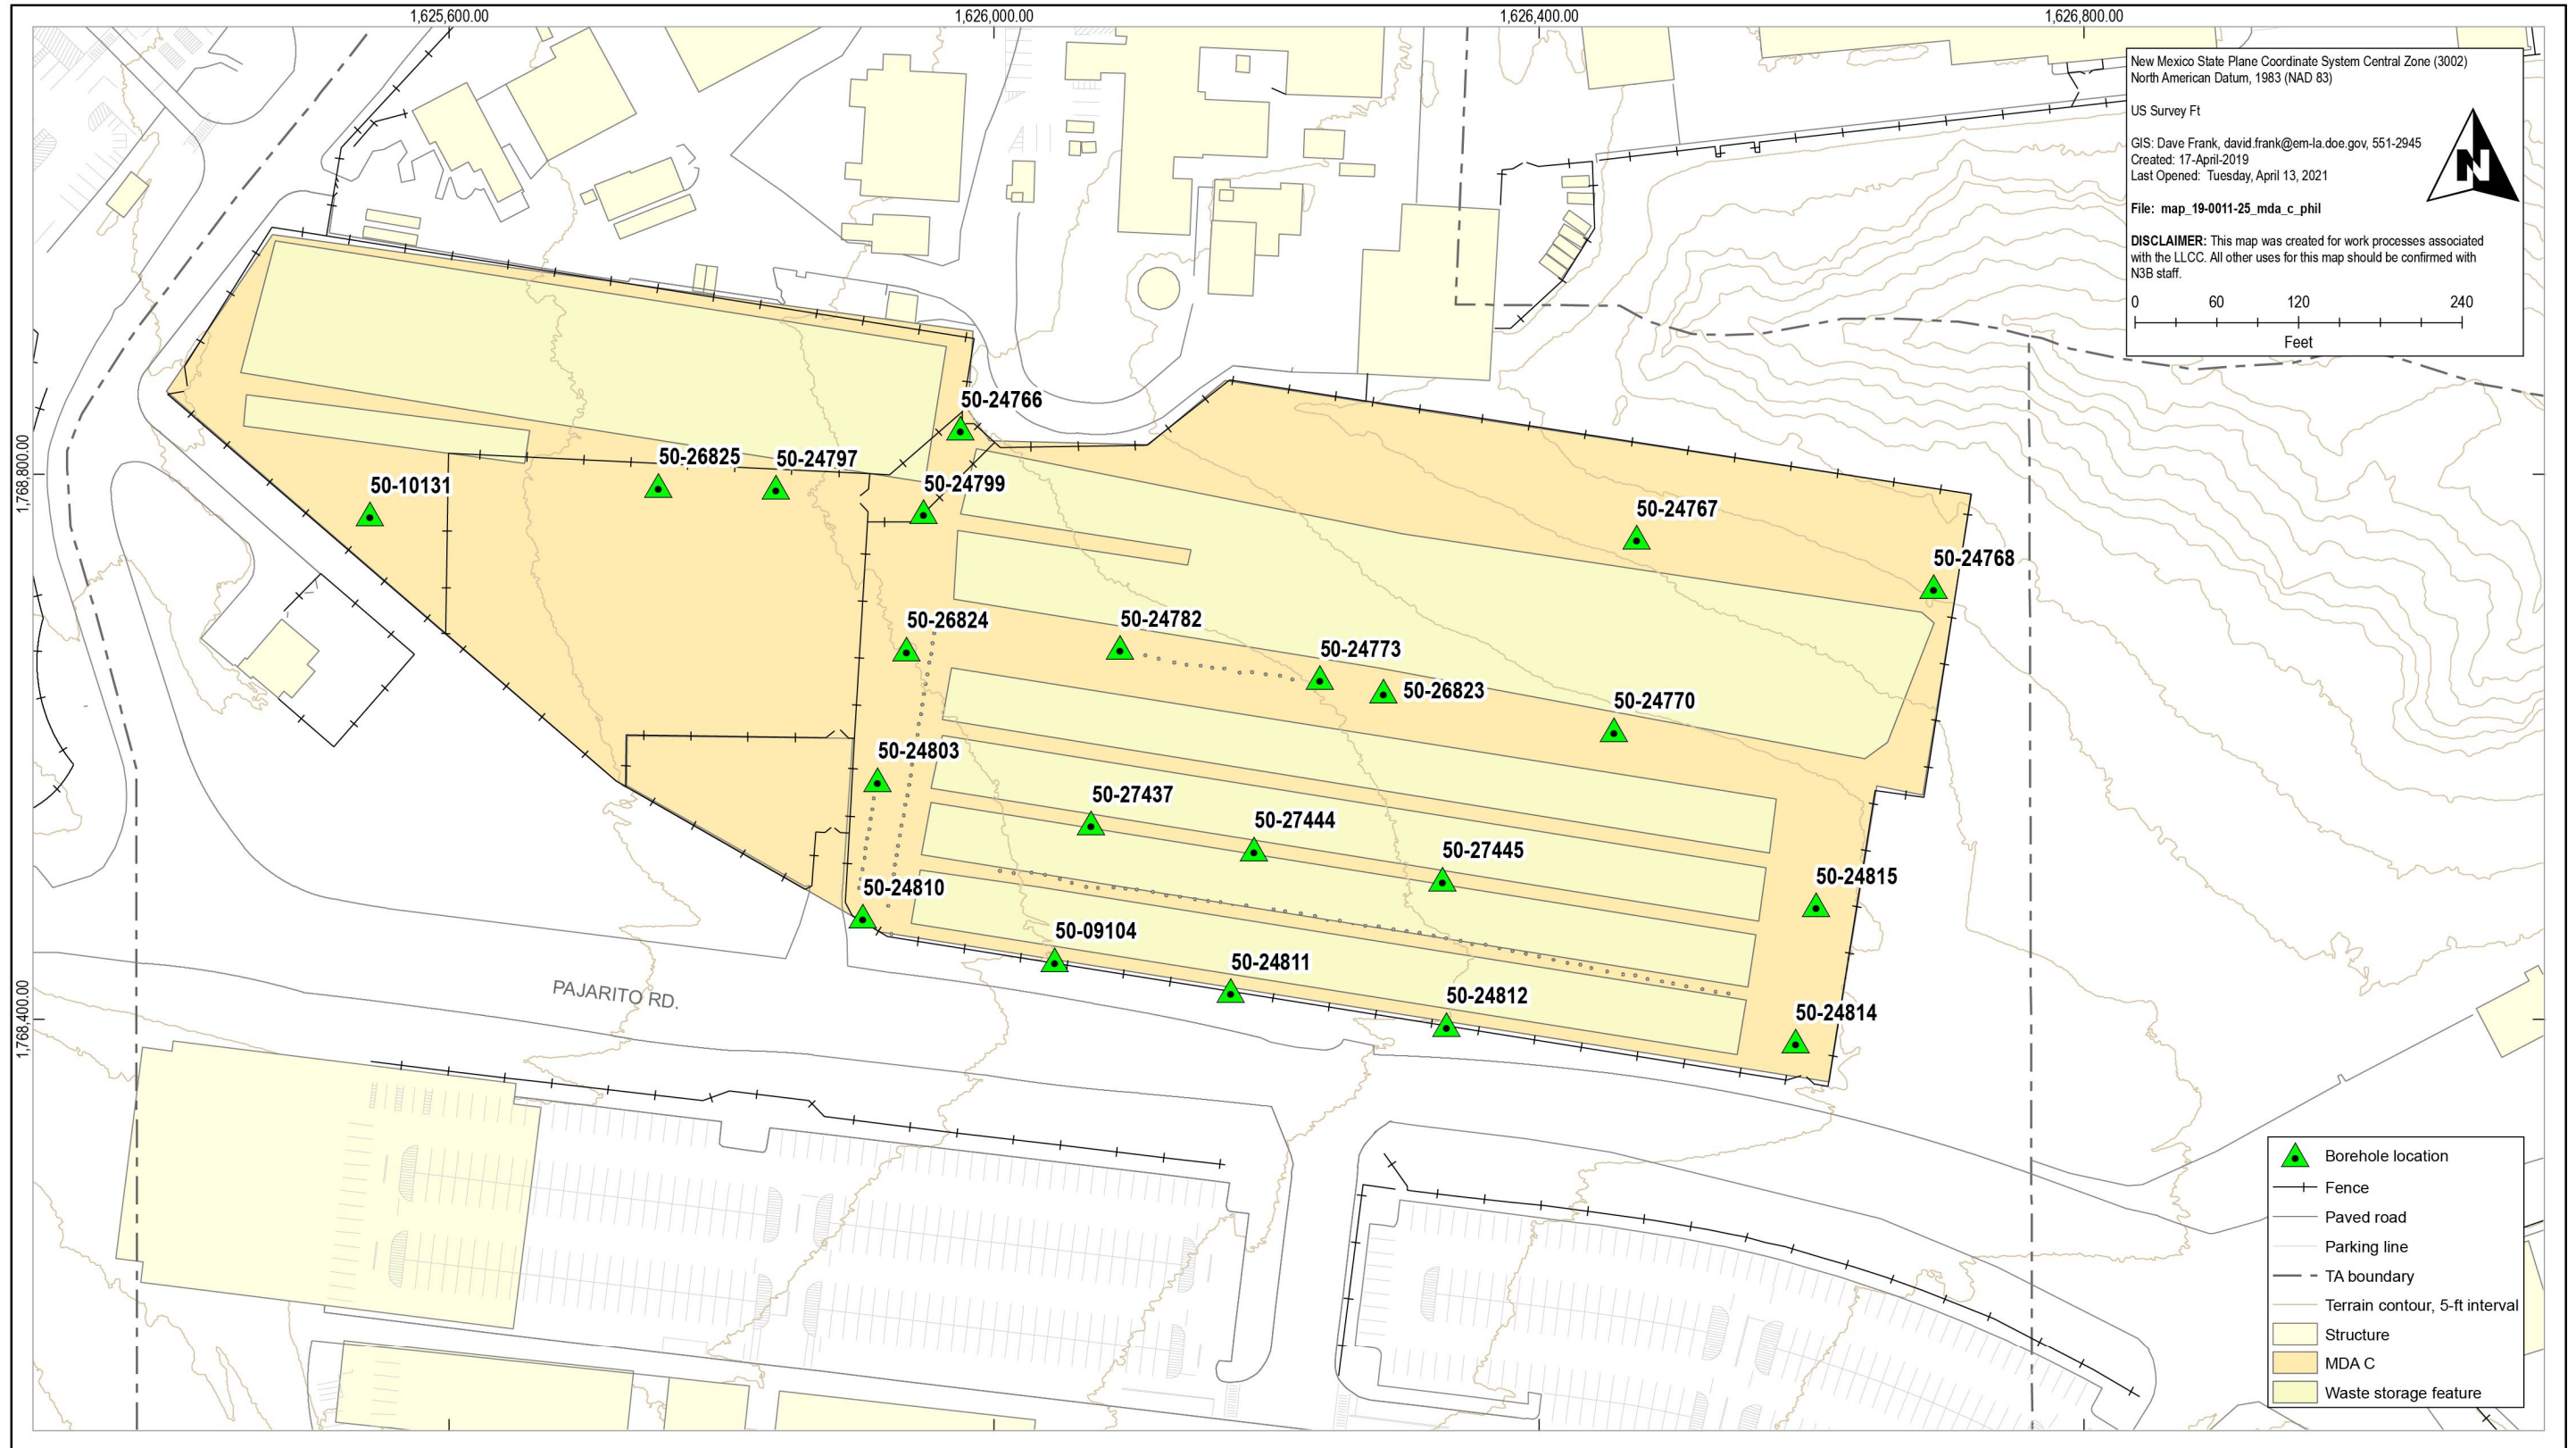 1,625,600.00
1,626,000.00
1,626,400.00
1,626,800.00
New Mexico State Plane Coordinate System Central Zone (3002)
North American Datum, 1983 (NAD 83)
US Survey Ft
GIS: Dave Frank, david.frank@em-la.doe.gov, 551-2945
Created: 17-April-2019
Last Opened: Tuesday, April 13, 2021
N
File: map_19-0011-25_mda_c_phil
DISCLAIMER: This map was created for work processes associated
with the LLCC. All other uses for this map should be confirmed with
N3B staff.
0 60 120 240
Feet
1,768,800.00
50-24766
50-26825
50-24797
50-10131
50-24799
50-24767
50-24768
50-26824
50-24782
50-24773
50-26823
50-24770
50-24803
50-27437
50-27444
50-27445
50-24815
50-24810
50-09104
50-24811
50-24812
50-24814
PAJARITO RD.
1,768,400.00
Borehole location
Fence
Paved road
Parking line
TA boundary
Terrain contour, 5-ft interval
Structure
MDA C
Waste storage feature